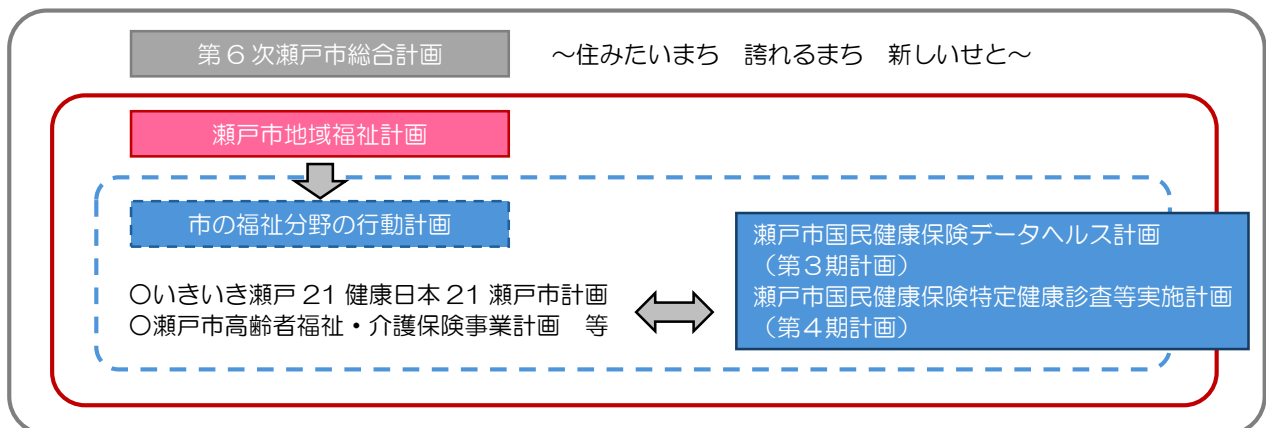 第6次瀬戸市総合計画　～住みたいまち　誇れるまち　新しいせと～
瀬戸市地域福祉計画
市の福祉分野の行動計画
〇いきいき瀬戸 21 健康日本 21 瀬戸市計画
〇瀬戸市高齢者福祉・介護保険事業計画　等
瀬戸市国民健康保険データヘルス計画
（第３期計画）
瀬戸市国民健康保険特定健康診査等実施計画
（第４期計画）